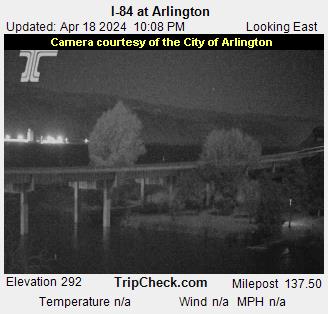 I-84 at Arlington
Updated: Apr 18 2024 10:08 PM Looking East
Camera courtesy of the City of Arlington
Elevation 292 TripCheck.com Milepost 137.50
Temperature n/a Wind n/a MPH n/a